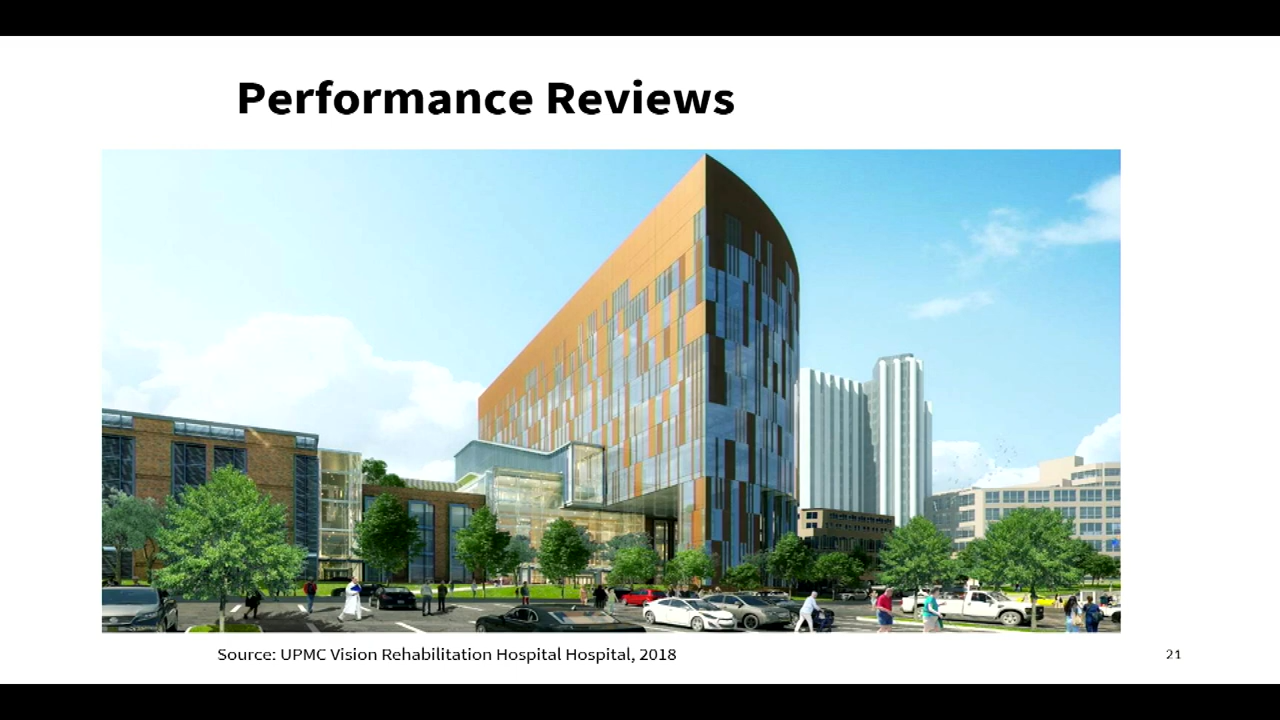 Performance Reviews
Source: UPMC Vision Rehabilitation Hospital Hospital, 2018
21